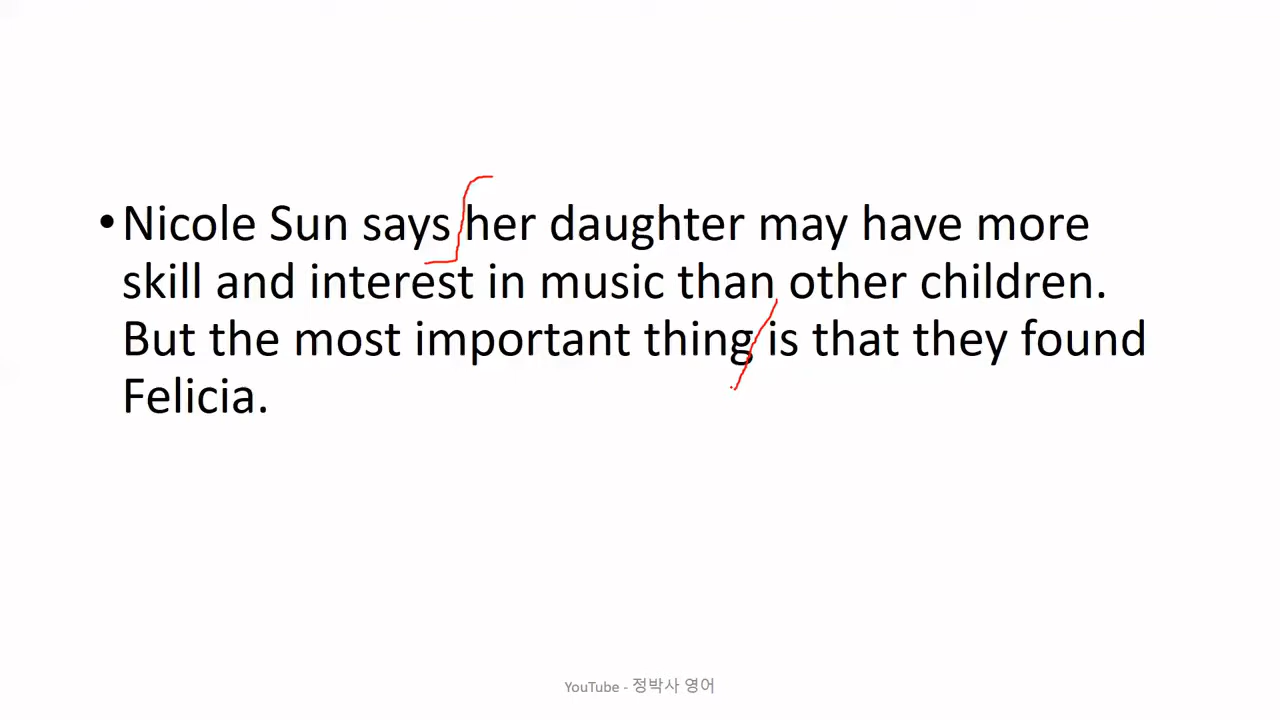 •Nicole Sun says her daughter may have more
skill and interest in music than other children.
But the most important thing is that they found
Felicia.
YouTube - 정박사 영어